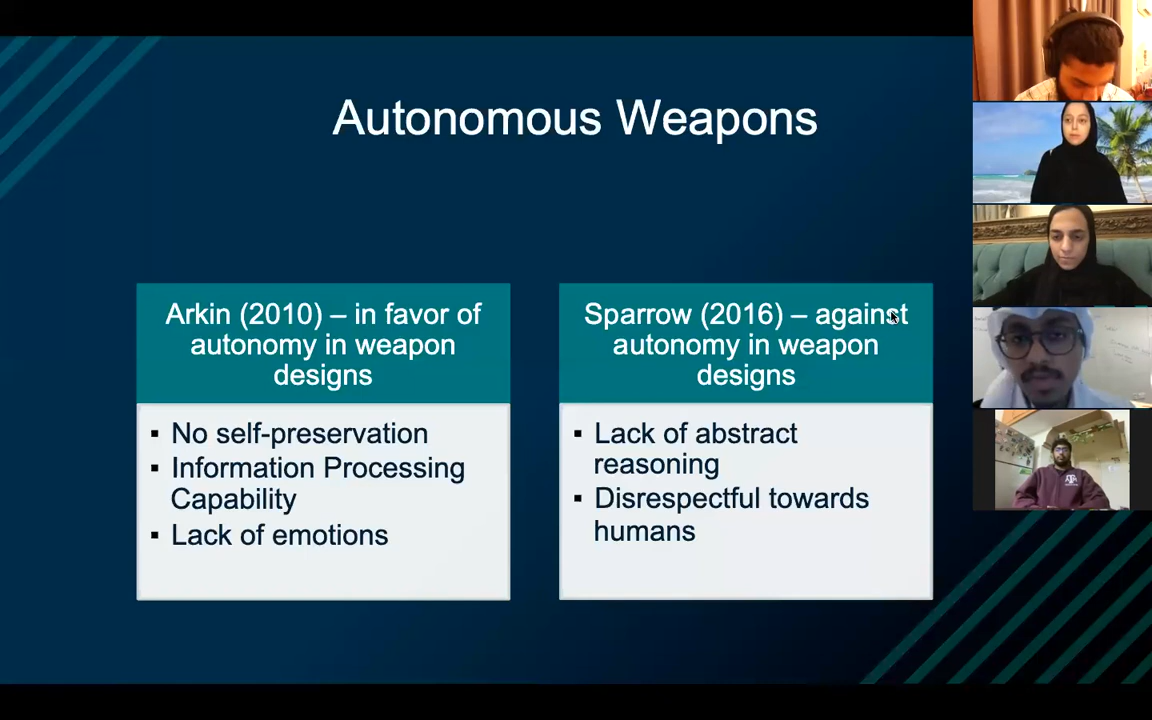 Autonomous Weapons
Arkin (2010) – in favor of
autonomy in weapon
designs
▪ No self-preservation
▪ Information Processing
Capability
▪ Lack of emotions
Sparrow (2016) – against
autonomy in weapon
designs
▪ Lack of abstract
reasoning
▪ Disrespectful towards
humans